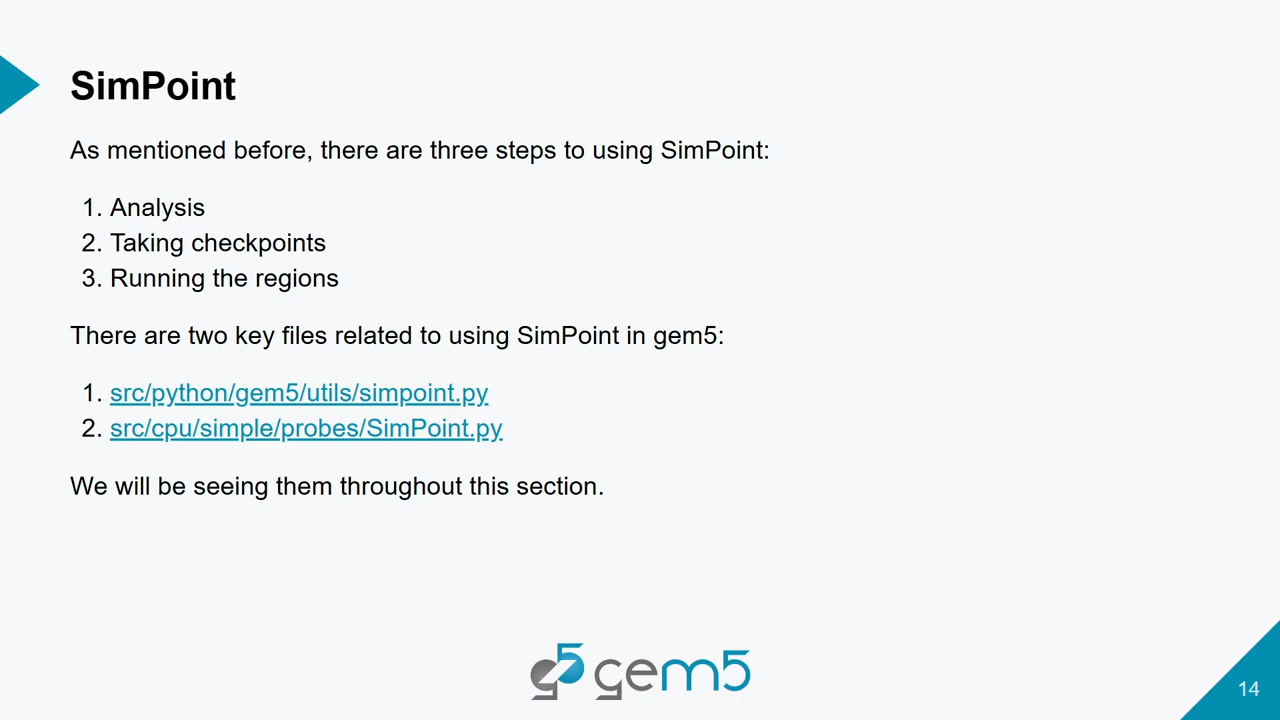 SimPoint
As mentioned before, there are three steps to using SimPoint:
1. Analysis
2. Taking checkpoints
3. Running the regions
There are two key files related to using SimPoint in gem5:
1. src/python/gem5/utils/simpoint.py
2. src/cpu/simple/probes/SimPoint.py
We will be seeing them throughout this section.
g5 gem5
14